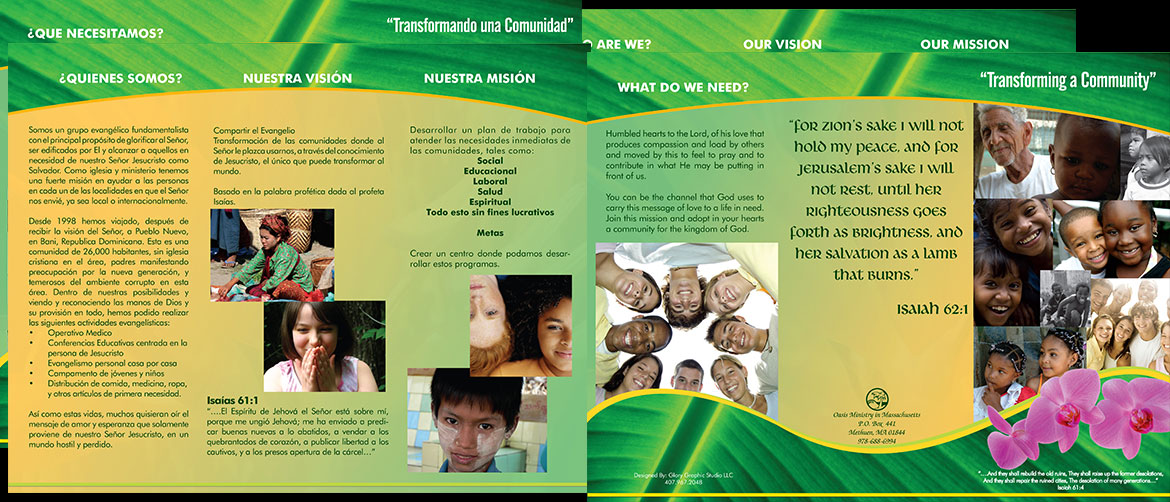 ¿QUE NECESITAMOS?
“Transformando una Comunidad”
¿QUIENES SOMOS?
NUESTRA VISIÓN
NUESTRA MISIÓN
Somos un grupo evangélico fundamentalista
con el principal propósito de glorificar al Señor,
ser edificados por El y alcanzar a aquellos en
necesidad de nuestro Señor Jesucristo como
Salvador. Como iglesia y ministerio tenemos
una fuerte misión en ayudar a las personas
en cada un de las localidades en que el Señor
nos envié, ya sea local o internacionalmente.
Desde 1998 hemos viajado, después de
recibir la visión del Señor, a Pueblo Nuevo,
en Bani, Republica Dominicana. Esta es una
comunidad de 26,000 habitantes, sin iglesia
cristiana en el área, padres manifestando
preocupación por la nueva generación, y
temerosos del ambiente corrupto en esta
área. Dentro de nuestras posibilidades y
viendo y reconociendo las manos de Dios y
su provisión en todo, hemos podido realizar
las siguientes actividades evangelísticas:
• Operativo Medico
• Conferencias Educativas centrada en la
persona de Jesucristo
• Evangelismo personal casa por casa
• Campamento de jóvenes y niños
• Distribución de comida, medicina, ropa,
y otros artículos de primera necesidad.
Así como estas vidas, muchos quisieran oír el
mensaje de amor y esperanza que solamente
proviene de nuestro Señor Jesucristo, en un
mundo hostil y perdido.
Compartir el Evangelio
Transformación de las comunidades donde al
Señor le plazca usarnos, a través del conocimiento
de Jesucristo, el único que puede transformar al
mundo.
Basada en la palabra profética dada al profeta
Isaías.
Isaías 61:1
“….El Espíritu de Jehová el Señor está sobre mí,
porque me ungió Jehová; me ha enviado a predi-
car buenas nuevas a lo abatidos, a vendar a los
quebrantados de corazón, a publicar libertad a los
cautivos, y a los presos apertura de la cárcel…”
Desarrollar un plan de trabajo para
atender las necesidades inmediatas de
las comunidades, tales como:
Social
Educacional
Laboral
Salud
Espiritual
Todo esto sin fines lucrativos
Metas
Crear un centro donde podamos desar-
rollar estos programas.
ARE WE?
OUR VISION
OUR MISSION
WHAT DO WE NEED?
“Transforming a Community”
Humbled hearts to the Lord, of his love that
produces compassion and load by others
and moved by this to feel to pray and to
contribute in what He may be putting in
front of us.
You can be the channel that God uses to
carry this message of love to a life in need.
Join this mission and adopt in your hearts
a community for the kingdom of God.
Designed By: Glory Graphic Studio LLC
407.967.2048
“For Zion’s sake I will not
hold my peace, and for
Jerusalem’s sake I will
not rest, until her
righteousness goes
forth as brightness, and
her salvation as a lamb
that burns.”
Isaiah 62:1
Oasis Ministry in Massachusetts
P.O. Box, 441
Methuen, MA 01844
978-688-6994
“….And they shall rebuild the old ruins, They shall raise up the former desolations,
And they shall repair the ruined cities, The desolation of many generations…”
Isaiah 61:4